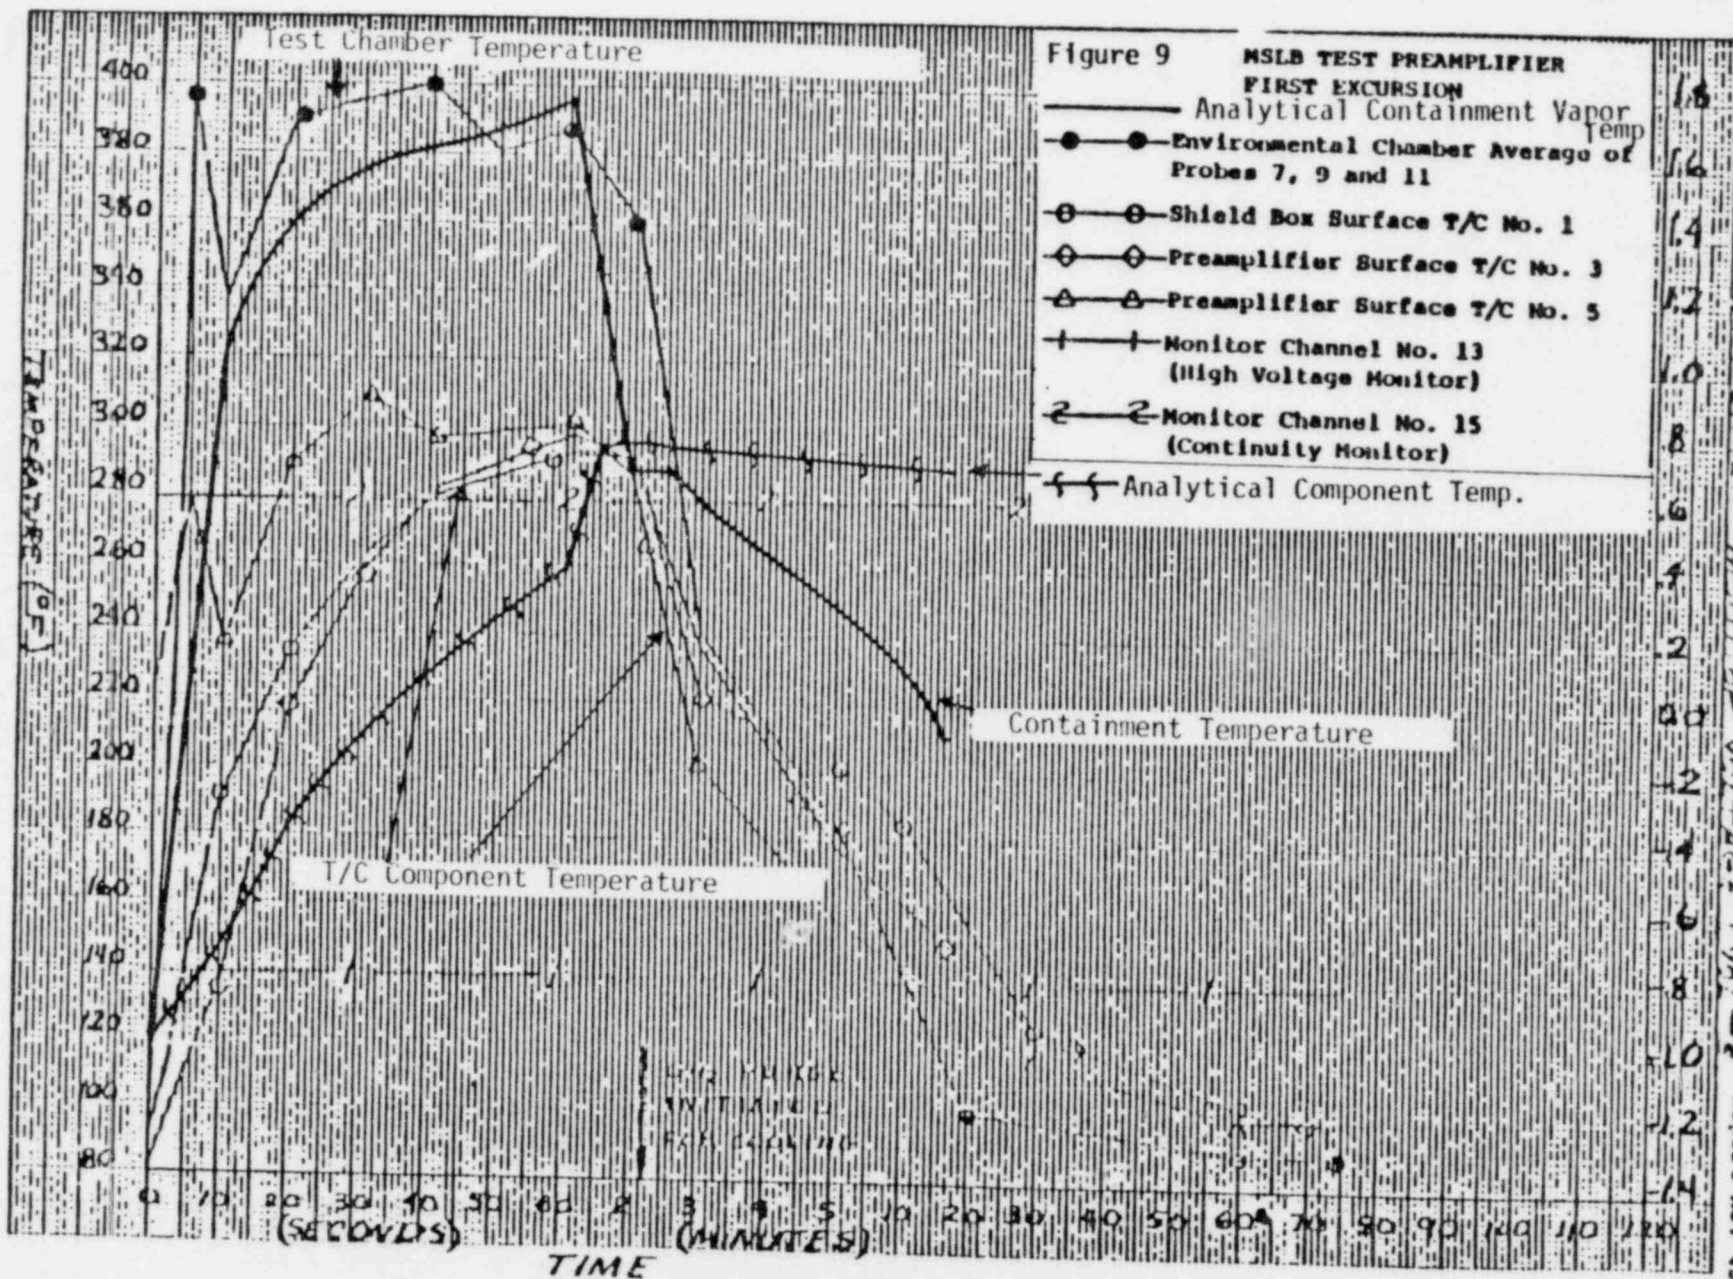 Test Chamber Temperature
Figure 9 MSLB TEST PREAMPLIFIER
FIRST EXCURSION
Analytical Containment Vapor
Temp
Environmental Chamber Average of
Probes 7, 9 and 11
Shield Box Surface T/C No. 1
Preamplifier Surface T/C No. 3
Preamplifier Surface T/C No. 5
Monitor Channel No. 13
(High Voltage Monitor)
Monitor Channel No. 15
(Continuity Monitor)
Analytical Component Temp.
400
380
360
340
320
300
280
260
240
220
200
180
160
140
120
100
80
TEMPERATURE (°F)
1.8
1.6
1.4
1.2
1.0
.8
.6
.4
.2
0.0
.2
.4
.6
.8
1.0
1.2
1.4
Containment Temperature
T/C Component Temperature
INITIATED
FOR COOLING
0 10 20 30 40 50 60 2 3 4 5 10 20 30 40 50 60 70 80 90 100 110 120
(SECONDS) (MINUTES)
TIME